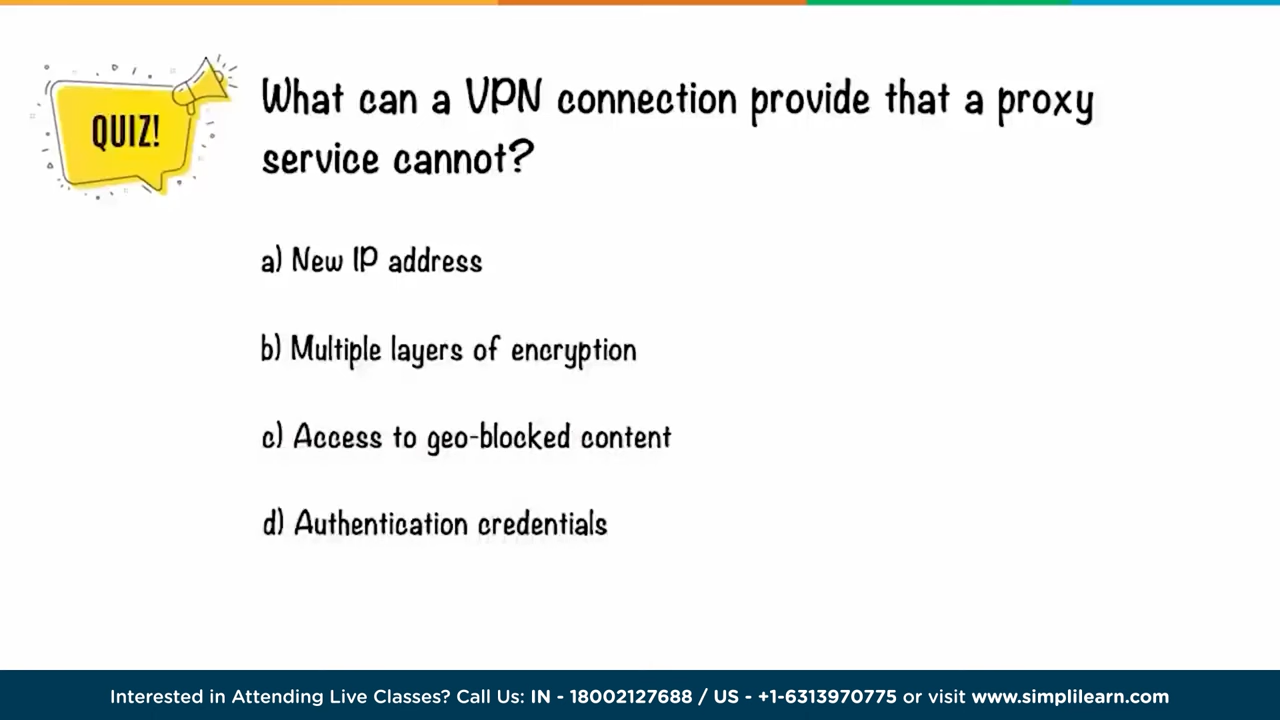 QUIZ!
What can a VPN connection provide that a proxy
service cannot?
a) New IP address
b) Multiple layers of encryption
c) Access to geo-blocked content
d) Authentication credentials
Interested in Attending Live Classes? Call Us: IN - 18002127688 / US - +1-6313970775 or visit www.simplilearn.com